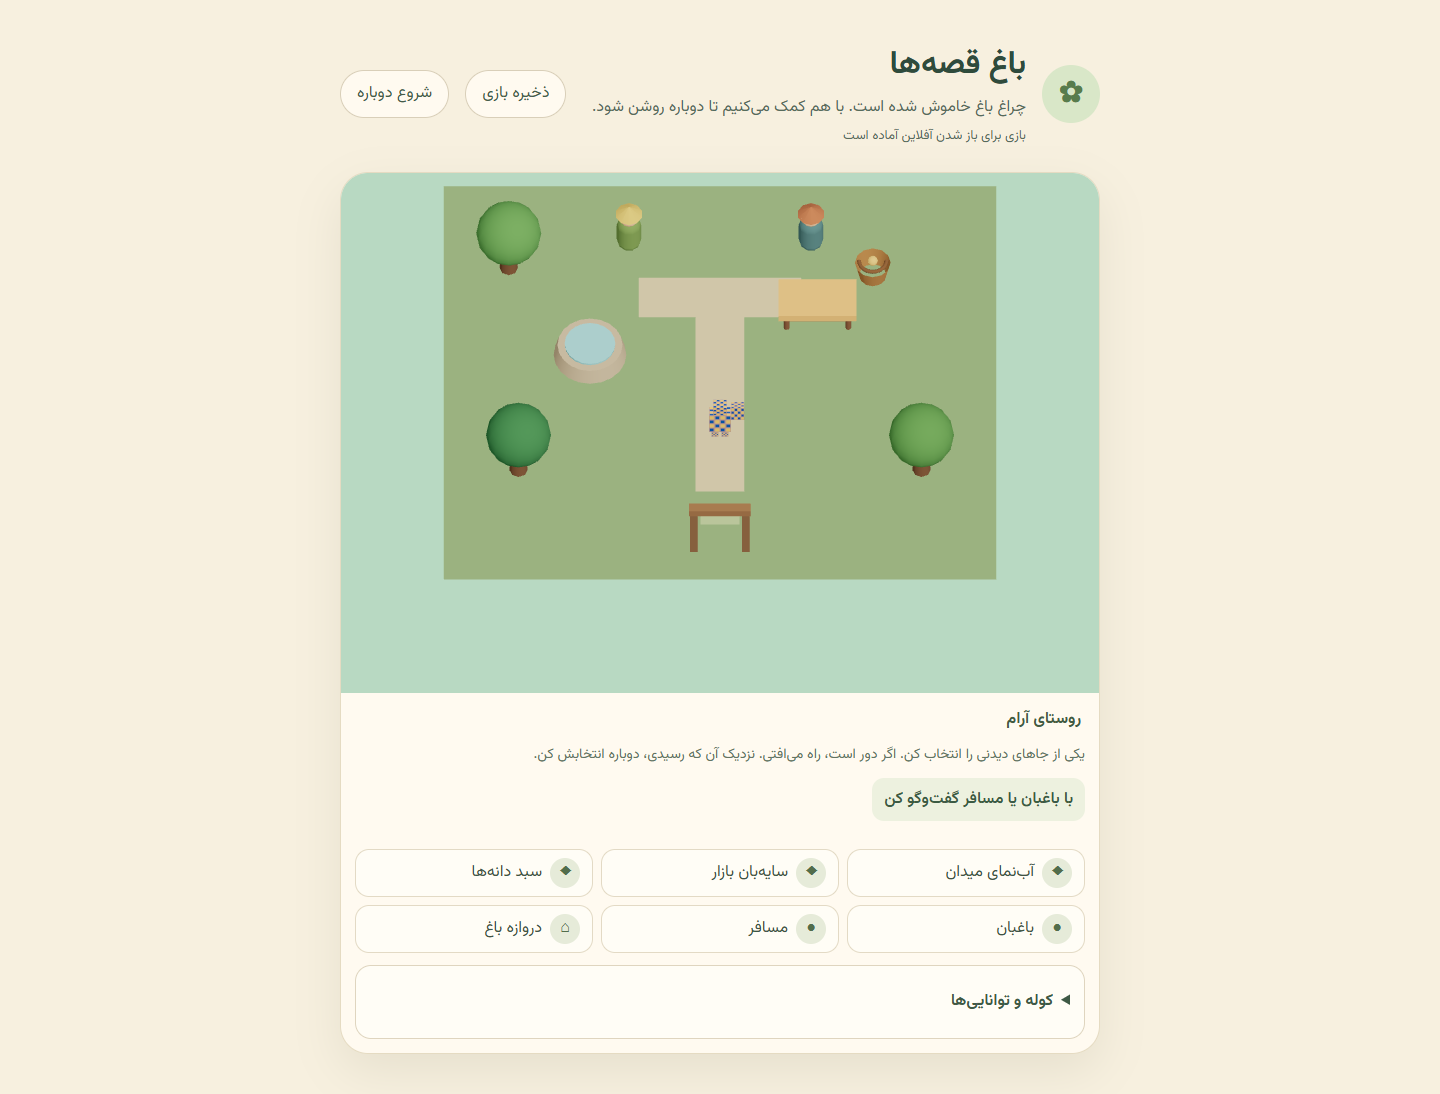 باغ قصه‌ها
چراغ باغ خاموش شده است. با هم کمک می‌کنیم تا دوباره روشن شود.
بازی برای باز شدن آفلاین آماده است
ذخیره بازی
شروع دوباره
روستای آرام
یکی از جاهای دیدنی را انتخاب کن. اگر دور است، راه می‌افتی. نزدیک آن که رسیدی، دوباره انتخابش کن.
با باغبان یا مسافر گفت‌وگو کن
آب‌نمای میدان
سایه‌بان بازار
سبد دانه‌ها
باغبان
مسافر
دروازه باغ
کوله و توانایی‌ها